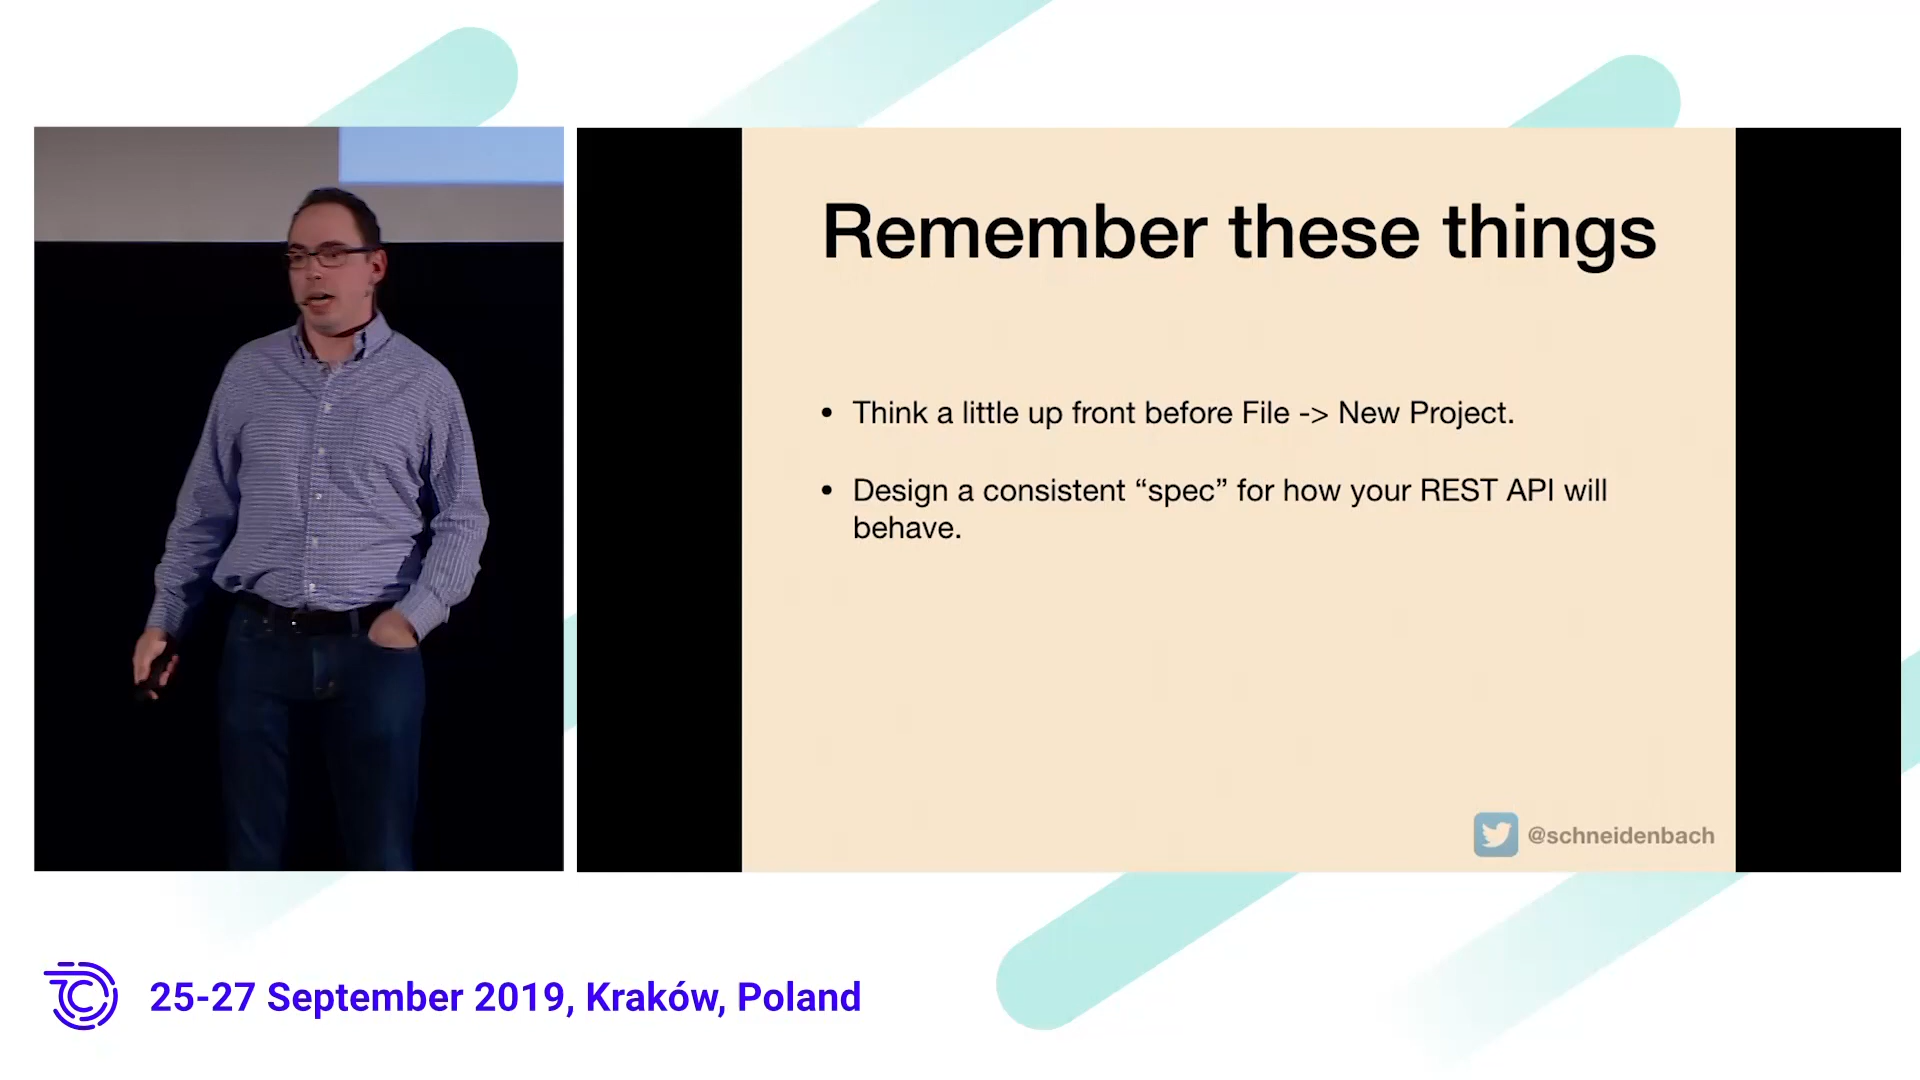 Remember these things
• Think a little up front before File -> New Project.
• Design a consistent “spec” for how your REST API will
behave.
@schneidenbach
25-27 September 2019, Kraków, Poland